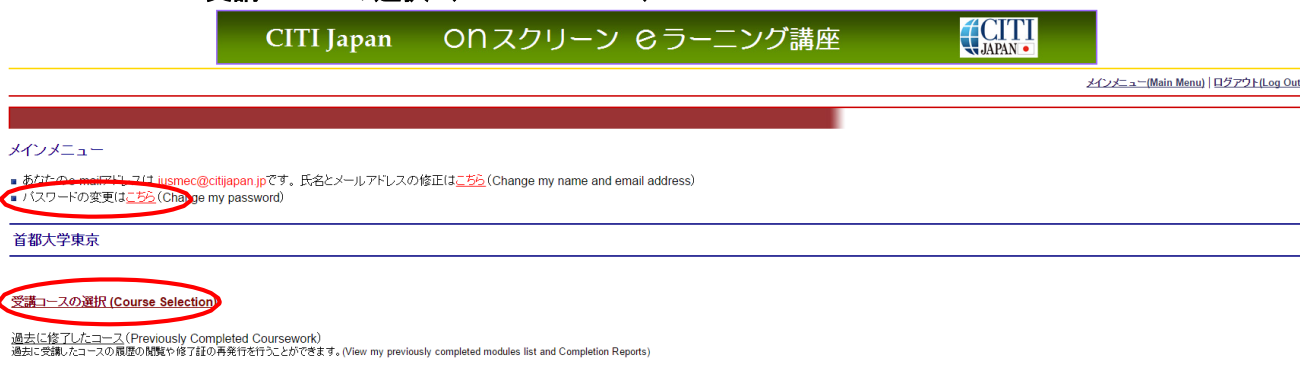 CITI Japan onスクリーン eラーニング講座
CITI
JAPAN
メインメニュー(Main Menu) | ログアウト(Log Out
メインメニュー
■ あなたのe-mailアドレスは jusmec@citijapan.jpです。氏名とメールアドレスの修正はこちら(Change my name and email address)
■ パスワードの変更はこちら(Change my password)
首都大学東京
受講コースの選択 (Course Selection)
過去に修了したコース(Previously Completed Coursework)
過去に受講したコースの履歴の閲覧や修了証の再発行を行うことができます。(View my previously completed modules list and Completion Reports)